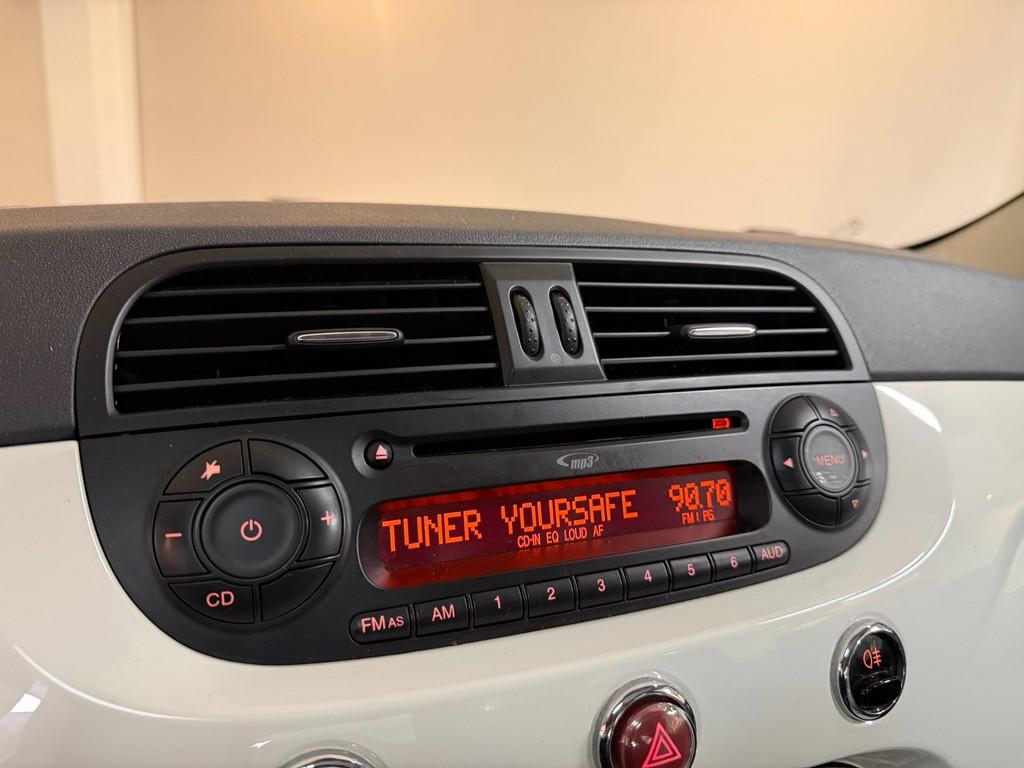 mp3
TUNER YOURSAFE 90.70
CD-IN EQ LOUD AF FM1 P6
MENU
CD
FM AS AM 1 2 3 4 5 6 AUD